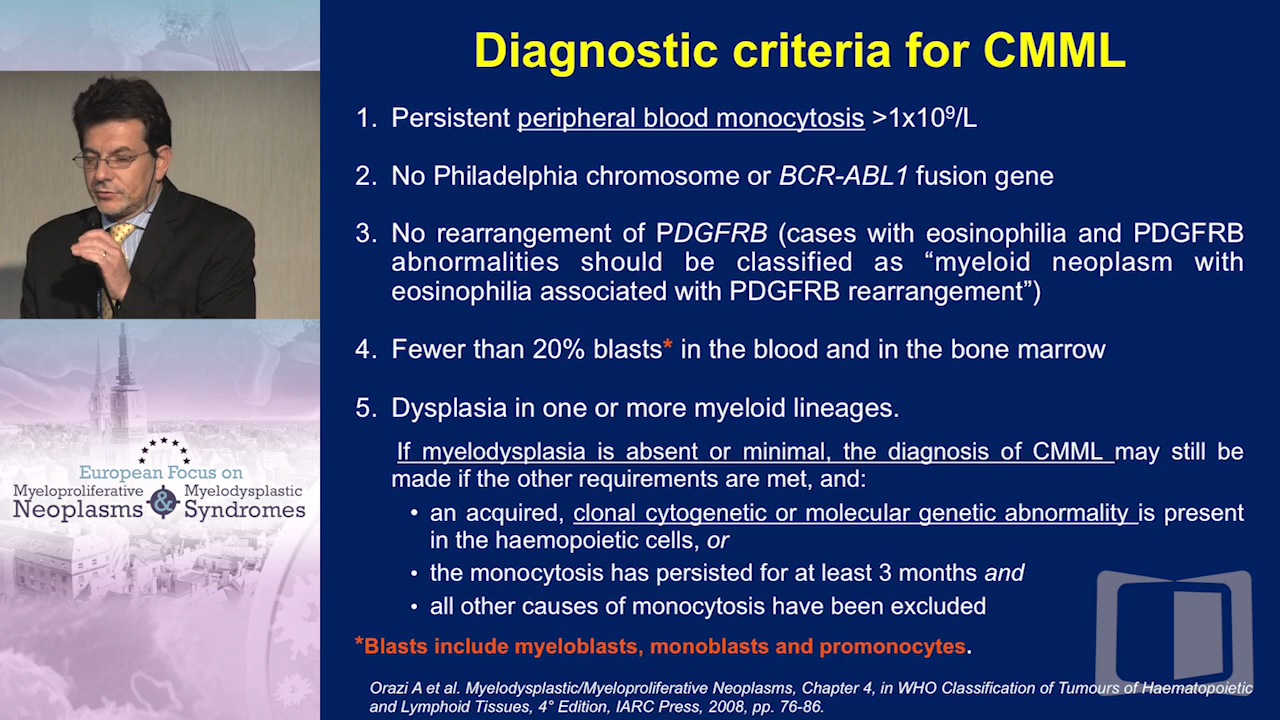 Diagnostic criteria for CMML
1. Persistent peripheral blood monocytosis >1x10⁹/L
2. No Philadelphia chromosome or BCR-ABL1 fusion gene
3. No rearrangement of PDGFRB (cases with eosinophilia and PDGFRB
abnormalities should be classified as “myeloid neoplasm with
eosinophilia associated with PDGFRB rearrangement”)
4. Fewer than 20% blasts* in the blood and in the bone marrow
5. Dysplasia in one or more myeloid lineages.
If myelodysplasia is absent or minimal, the diagnosis of CMML may still be
made if the other requirements are met, and:
• an acquired, clonal cytogenetic or molecular genetic abnormality is present
in the haemopoietic cells, or
• the monocytosis has persisted for at least 3 months and
• all other causes of monocytosis have been excluded
*Blasts include myeloblasts, monoblasts and promonocytes.
Orazi A et al. Myelodysplastic/Myeloproliferative Neoplasms, Chapter 4, in WHO Classification of Tumours of Haematopoietic
and Lymphoid Tissues, 4° Edition, IARC Press, 2008, pp. 76-86.
European Focus on
Myeloproliferative Neoplasms & Myelodysplastic Syndromes